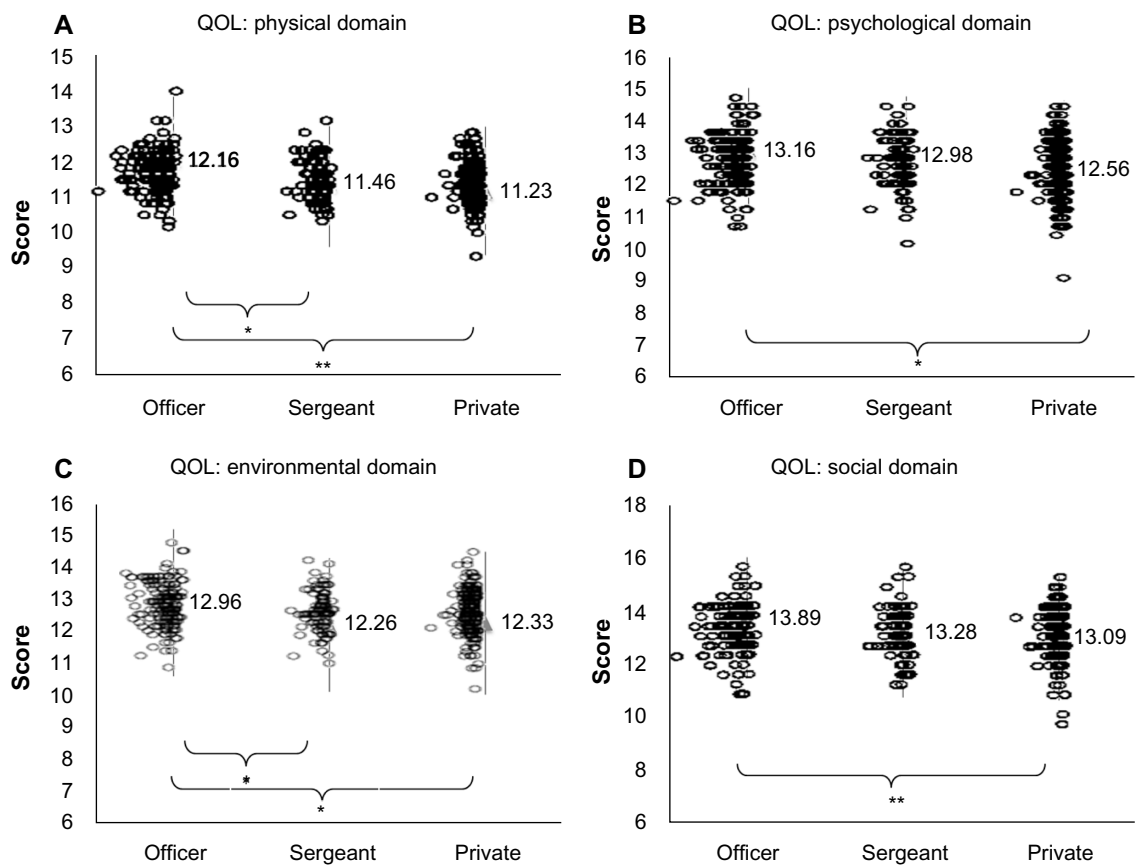 A
QOL: physical domain
Score
15
14
13
12
11
10
9
8
7
6
12.16
11.46
11.23
*
**
Officer
Sergeant
Private
B
QOL: psychological domain
Score
16
15
14
13
12
11
10
9
8
7
6
13.16
12.98
12.56
*
Officer
Sergeant
Private
C
QOL: environmental domain
Score
16
15
14
13
12
11
10
9
8
7
6
12.96
12.26
12.33
*
*
Officer
Sergeant
Private
D
QOL: social domain
Score
18
16
14
12
10
8
6
13.89
13.28
13.09
**
Officer
Sergeant
Private